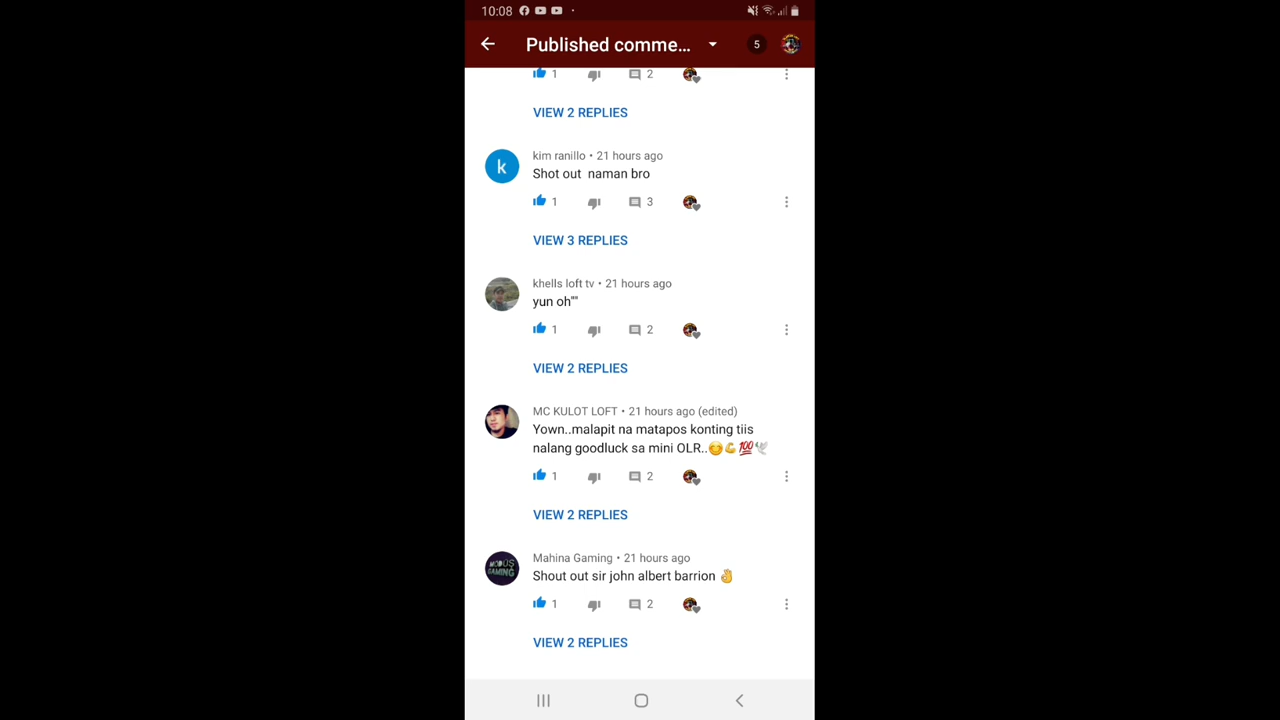 10:08
Published comme...
5
1
2
VIEW 2 REPLIES
kim ranillo • 21 hours ago
k
Shot out naman bro
1
3
VIEW 3 REPLIES
khells loft tv • 21 hours ago
yun oh""
1
2
VIEW 2 REPLIES
MC KULOT LOFT • 21 hours ago (edited)
Yown..malapit na matapos konting tiis
nalang goodluck sa mini OLR..😊💪💯🕊
1
2
VIEW 2 REPLIES
Mahina Gaming • 21 hours ago
MODUS
GAMING
Shout out sir john albert barrion 👌
1
2
VIEW 2 REPLIES